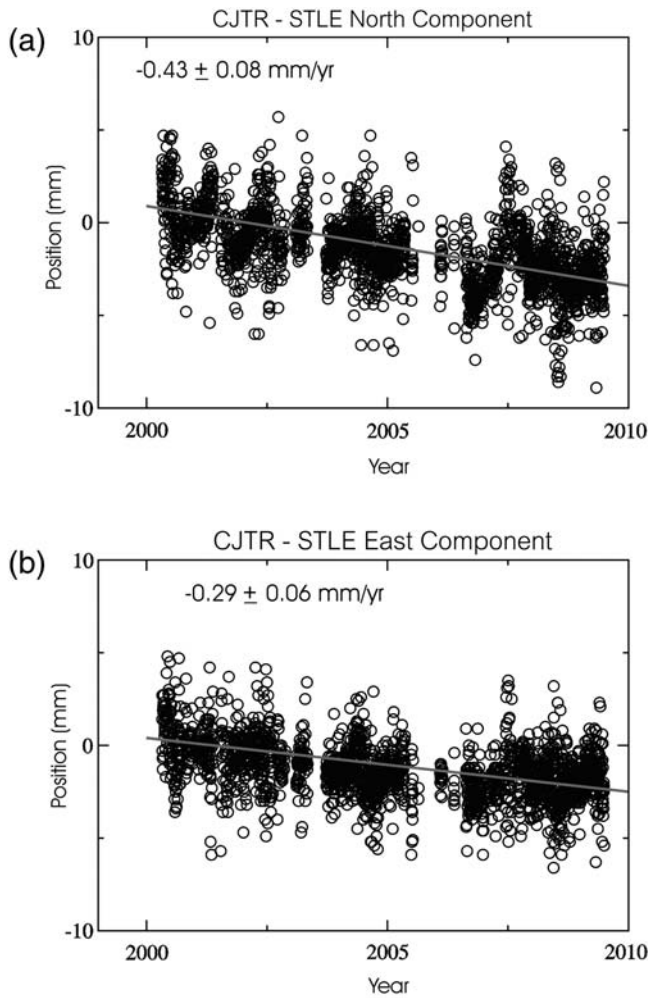 (a)
CJTR - STLE North Component
10
-0.43 ± 0.08 mm/yr
Position (mm)
0
-10
2000 2005 2010
Year
(b)
CJTR - STLE East Component
10
-0.29 ± 0.06 mm/yr
Position (mm)
0
-10
2000 2005 2010
Year